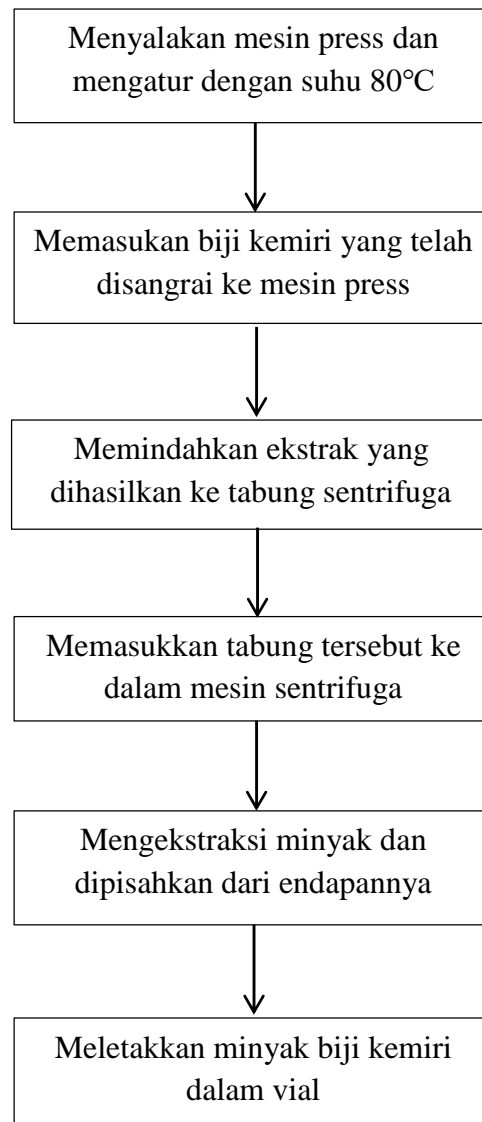 Menyalakan mesin press dan
mengatur dengan suhu 80℃
Memasukan biji kemiri yang telah
disangrai ke mesin press
Memindahkan ekstrak yang
dihasilkan ke tabung sentrifuga
Memasukkan tabung tersebut ke
dalam mesin sentrifuga
Mengekstraksi minyak dan
dipisahkan dari endapannya
Meletakkan minyak biji kemiri
dalam vial